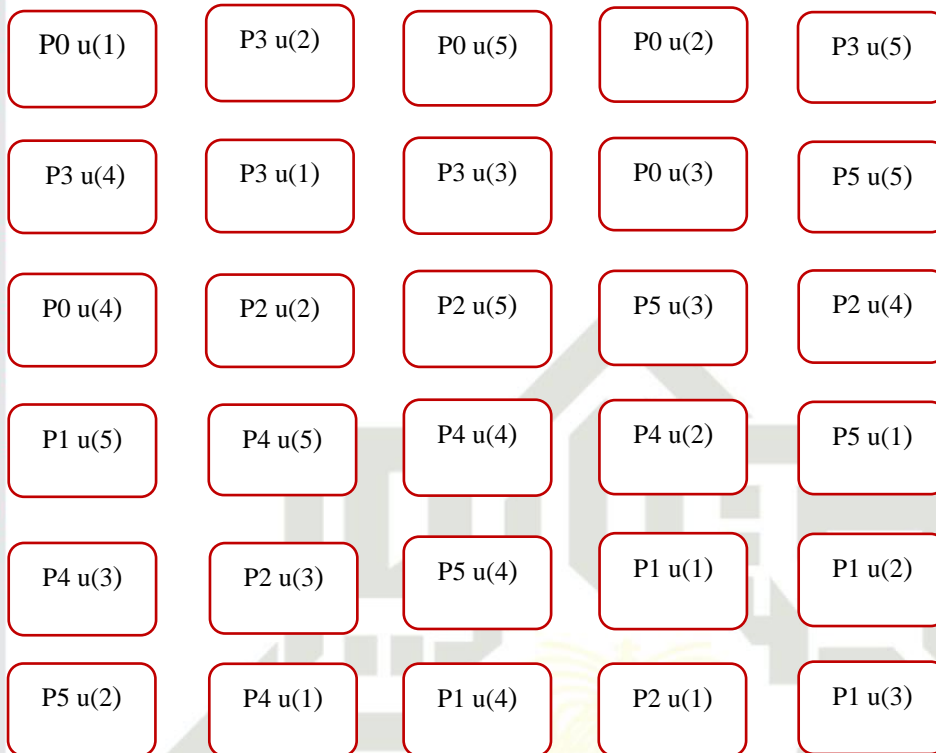 P0 u(1)
P3 u(2)
P0 u(5)
P0 u(2)
P3 u(5)
P3 u(4)
P3 u(1)
P3 u(3)
P0 u(3)
P5 u(5)
P0 u(4)
P2 u(2)
P2 u(5)
P5 u(3)
P2 u(4)
P1 u(5)
P4 u(5)
P4 u(4)
P4 u(2)
P5 u(1)
P4 u(3)
P2 u(3)
P5 u(4)
P1 u(1)
P1 u(2)
P5 u(2)
P4 u(1)
P1 u(4)
P2 u(1)
P1 u(3)